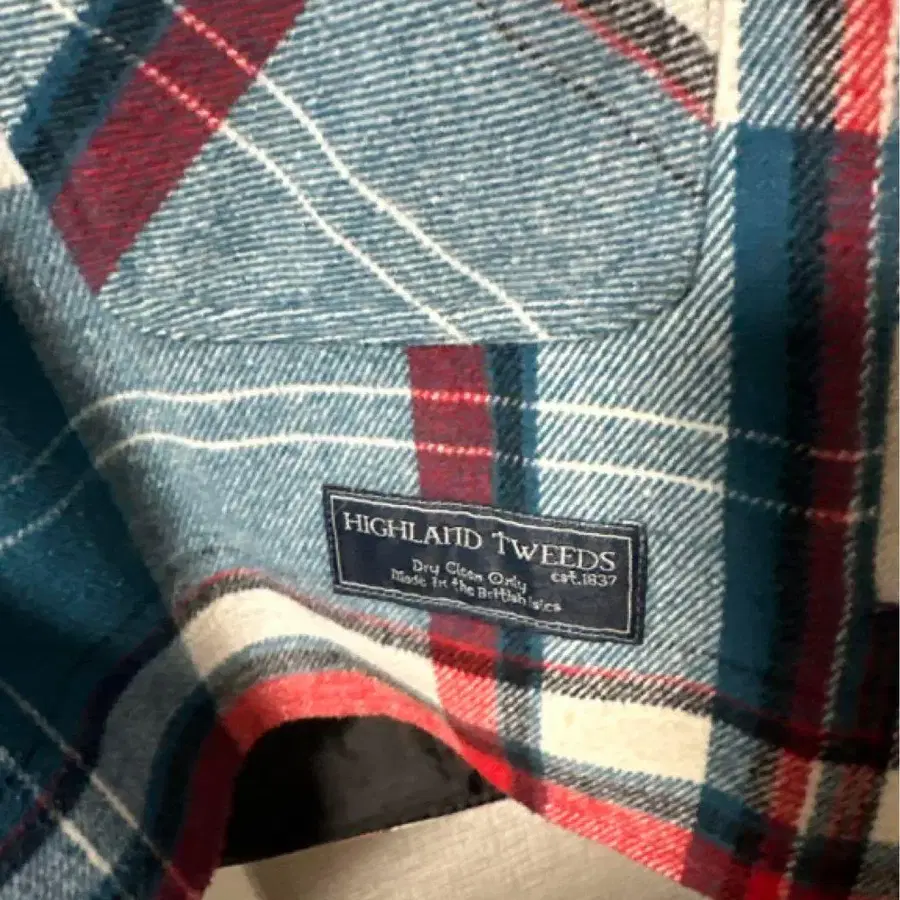 HIGHLAND TWEEDS
est.1837
Dry Clean Only
Made in the British Isles